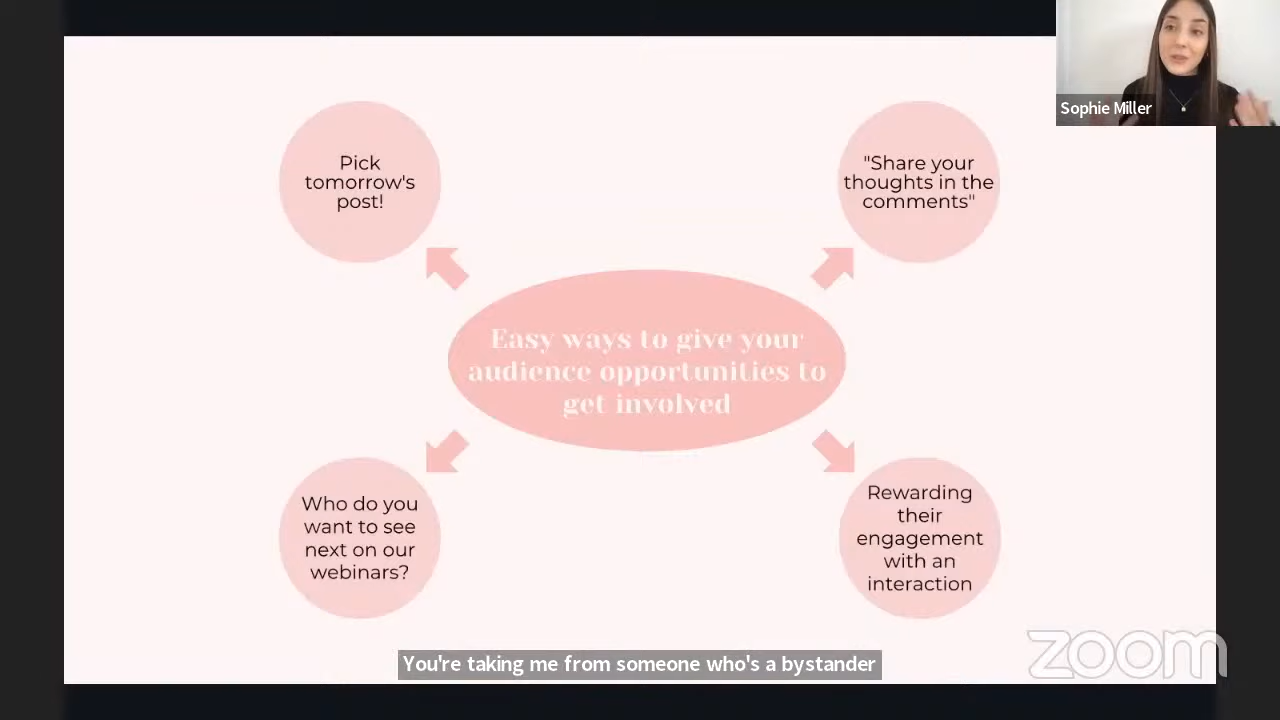 Sophie Miller
Pick
tomorrow's
post!
"Share your
thoughts in the
comments"
Easy ways to give your
audience opportunities to
get involved
Who do you
want to see
next on our
webinars?
Rewarding
their
engagement
with an
interaction
You're taking me from someone who's a bystander
zoom